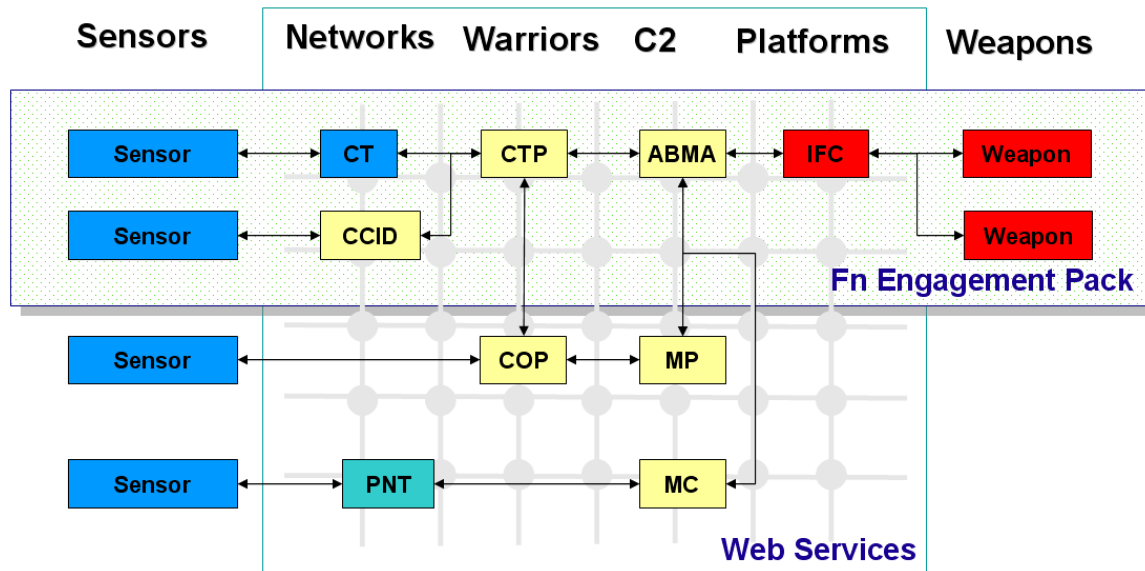 Sensors Networks Warriors C2 Platforms Weapons
Sensor CT CTP ABMA IFC Weapon
Sensor CCID Weapon
Fn Engagement Pack
Sensor COP MP
Sensor PNT MC
Web Services